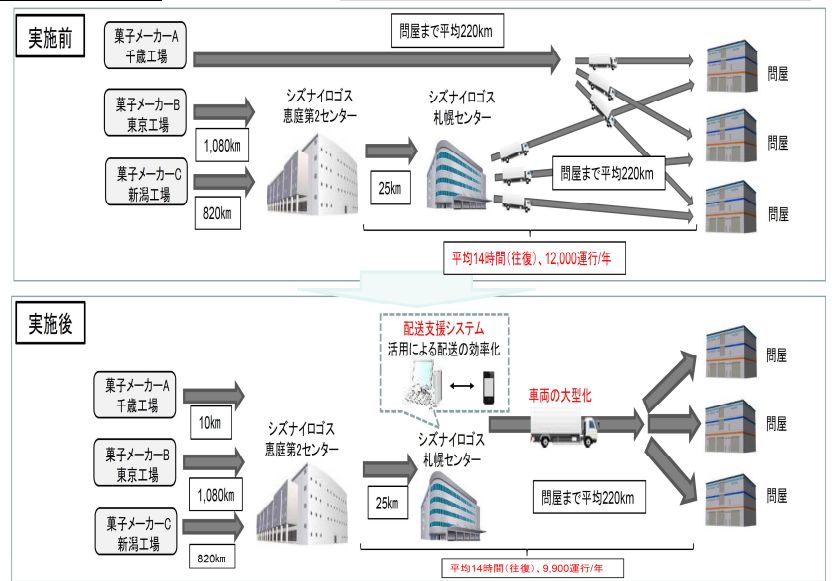 実施前
菓子メーカーA
千歳工場
問屋まで平均220km
問屋
菓子メーカーB
東京工場
1,080km
シズナイロゴス
恵庭第2センター
シズナイロゴス
札幌センター
問屋
菓子メーカーC
新潟工場
820km
25km
問屋まで平均220km
問屋
平均14時間（往復）、12,000運行/年
実施後
配送支援システム
活用による配送の効率化
車両の大型化
問屋
菓子メーカーA
千歳工場
10km
シズナイロゴス
恵庭第2センター
シズナイロゴス
札幌センター
問屋
菓子メーカーB
東京工場
1,080km
25km
問屋まで平均220km
問屋
菓子メーカーC
新潟工場
820km
平均14時間（往復）、9,900運行/年